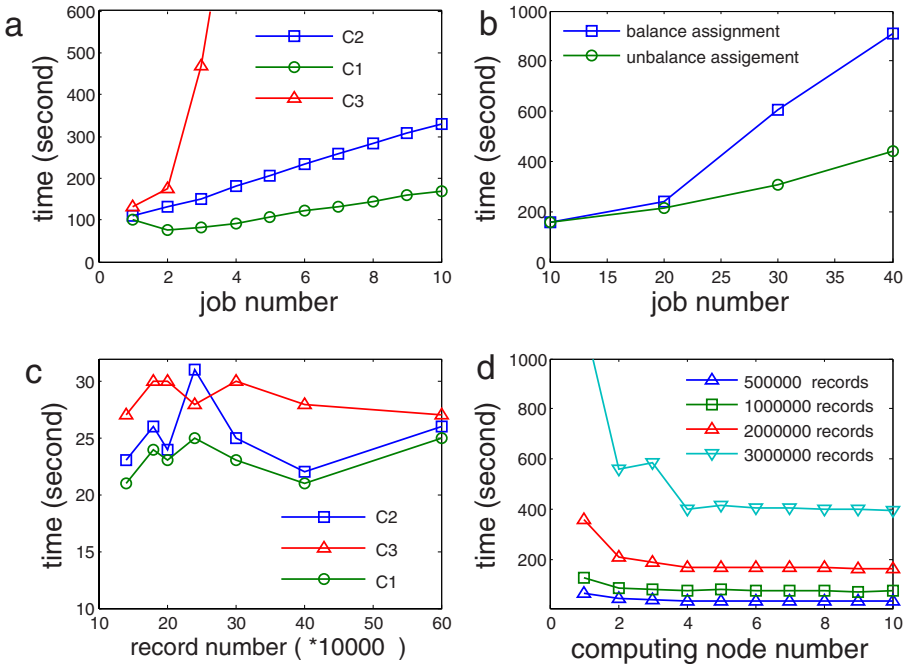 a
600
500
400
300
200
100
0
0 2 4 6 8 10
time (second)
job number
C2
C1
C3
b
1000
800
600
400
200
0
10 15 20 25 30 35 40
time (second)
job number
balance assignment
unbalance assigement
c
30
25
20
15
10
10 20 30 40 50 60
time (second)
record number ( *10000 )
C2
C3
C1
d
1000
800
600
400
200
0 2 4 6 8 10
time (second)
computing node number
500000 records
1000000 records
2000000 records
3000000 records